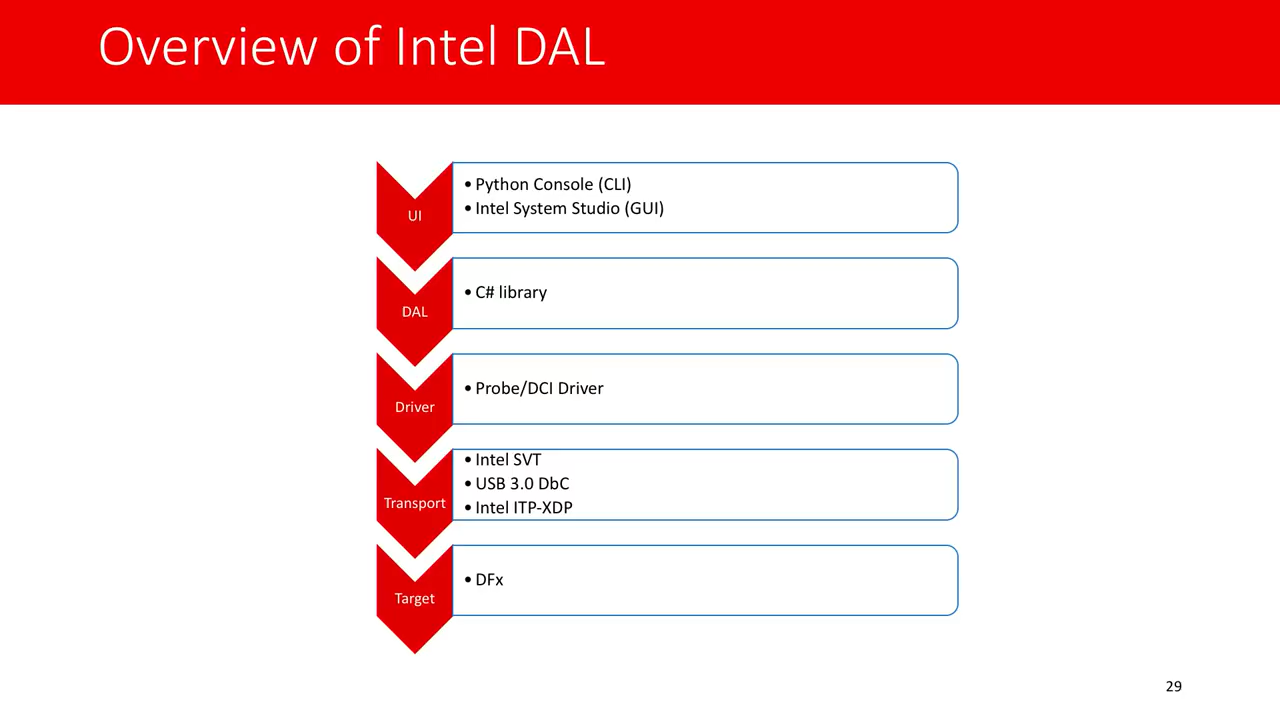 Overview of Intel DAL
UI
• Python Console (CLI)
• Intel System Studio (GUI)
DAL
• C# library
Driver
• Probe/DCI Driver
Transport
• Intel SVT
• USB 3.0 DbC
• Intel ITP-XDP
Target
• DFx
29